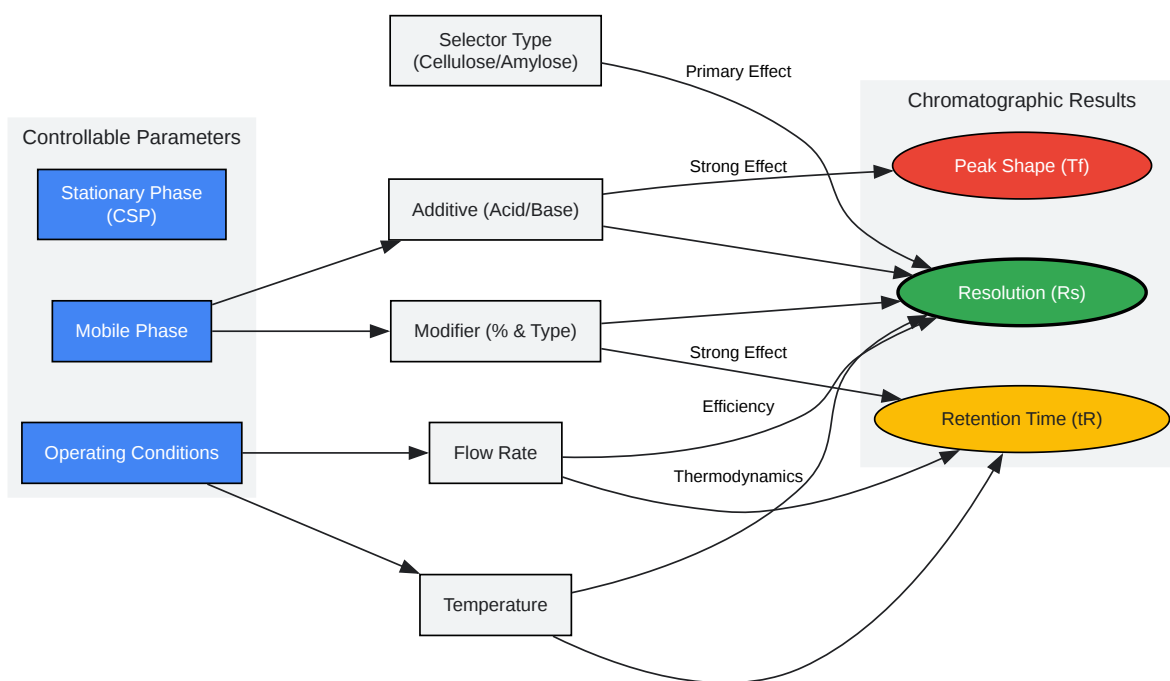 Controllable Parameters
Stationary Phase
(CSP)
Mobile Phase
Operating Conditions
Selector Type
(Cellulose/Amylose)
Additive (Acid/Base)
Modifier (% & Type)
Flow Rate
Temperature
Primary Effect
Strong Effect
Strong Effect
Efficiency
Thermodynamics
Chromatographic Results
Peak Shape (Tf)
Resolution (Rs)
Retention Time (tR)